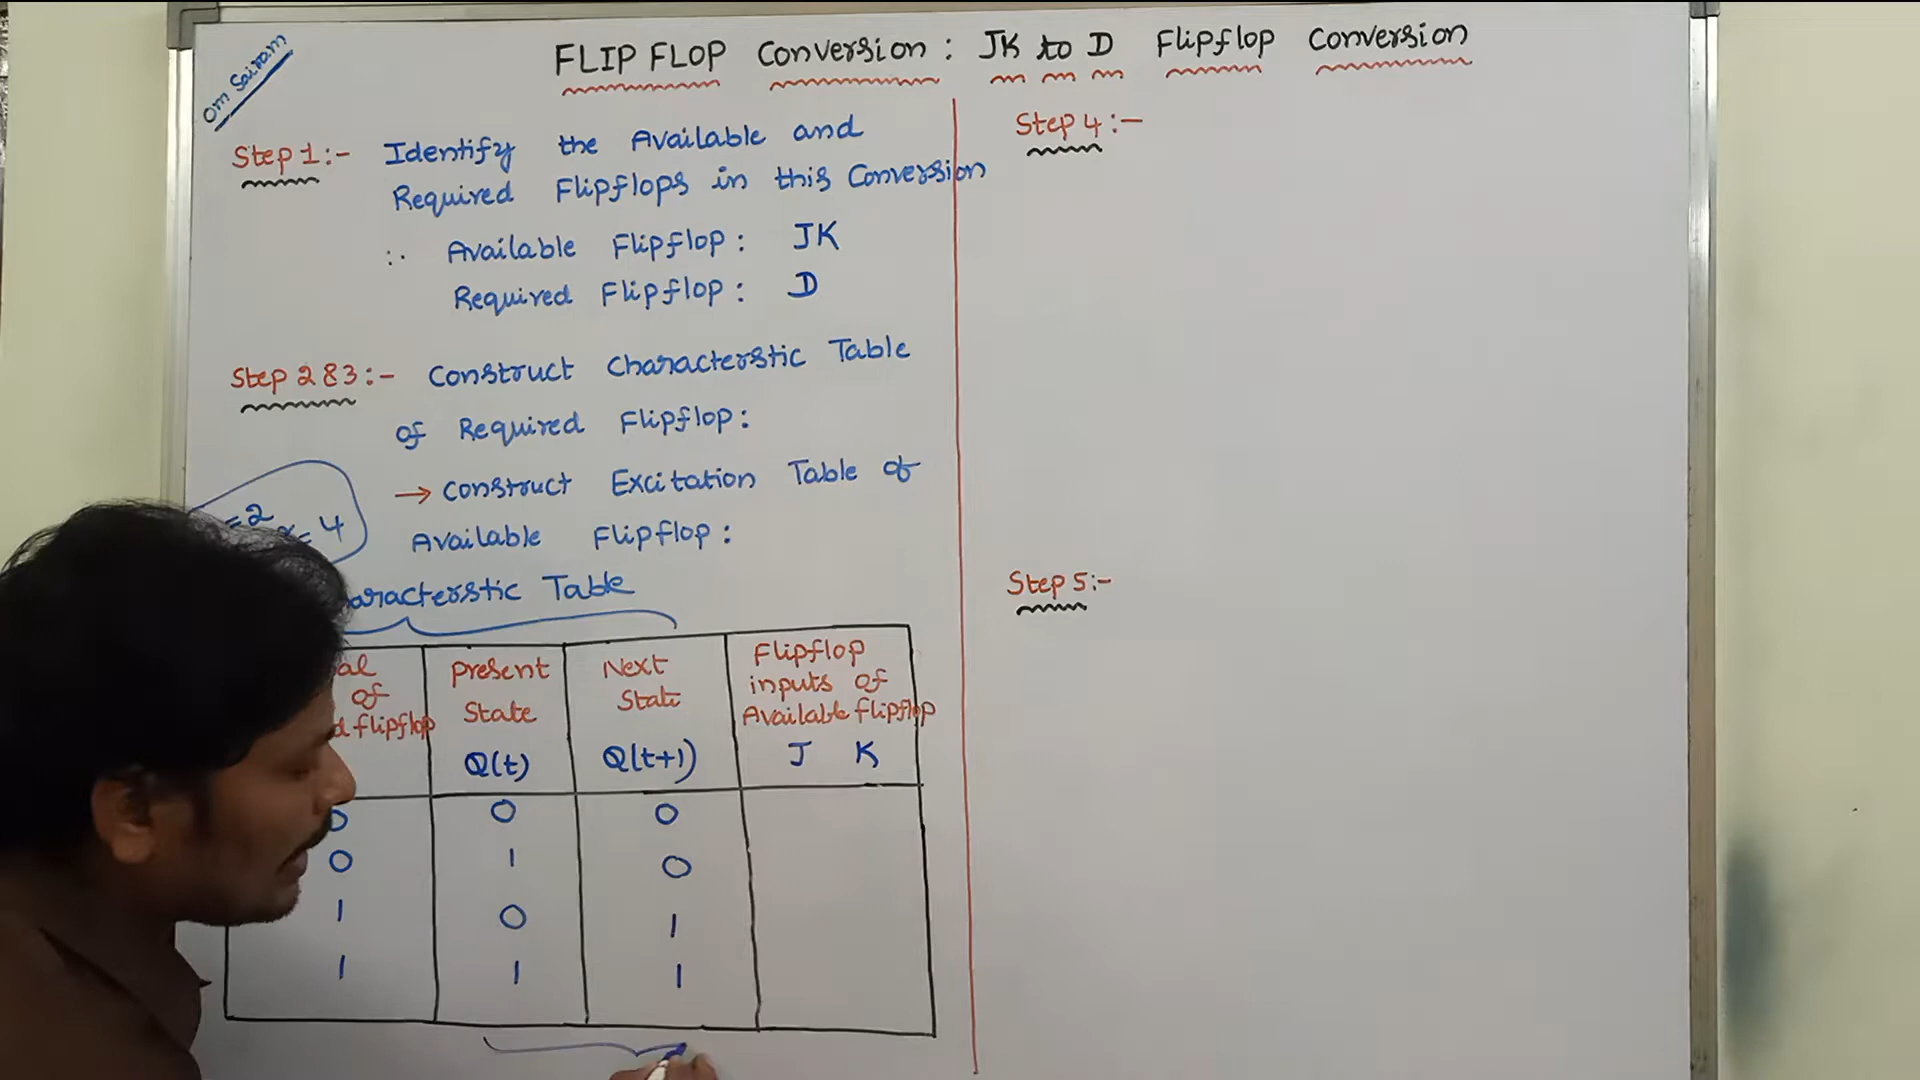 Om Sairam
FLIP FLOP Conversion : JK to D Flipflop Conversion
Step 1 :- Identify the Available and
Required Flipflops in this Conversion
∴ Available Flipflop : JK
Required Flipflop : D
Step 2 & 3 :- Construct Characterstic Table
of Required Flipflop :
→ Construct Excitation Table of
Available Flipflop :
=2
= 4
Table
Present State Q(t)
Next State Q(t+1)
Flipflop inputs of Available flipflop J K
of
flipflop
0 0 0
0 1 0
1 0 1
1 1 1
Step 4 :-
Step 5 :-